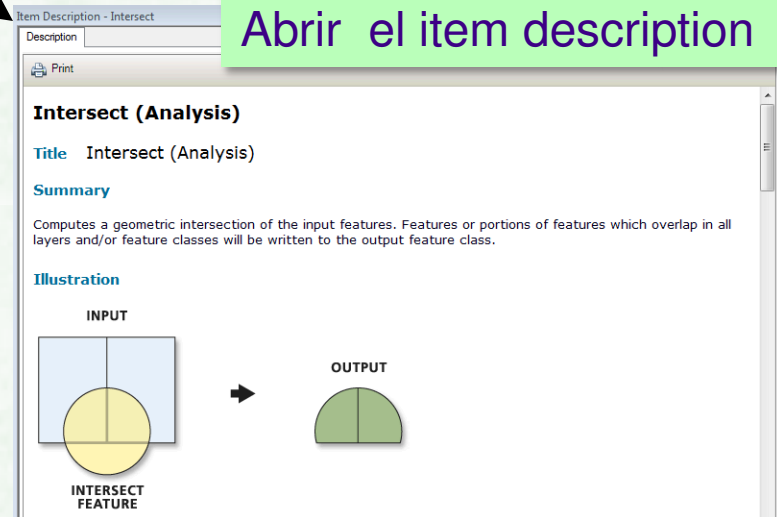 Item Description - Intersect
Abrir el item description
Description
Print
Intersect (Analysis)
Title Intersect (Analysis)
Summary
Computes a geometric intersection of the input features. Features or portions of features which overlap in all
layers and/or feature classes will be written to the output feature class.
Illustration
INPUT
OUTPUT
INTERSECT
FEATURE